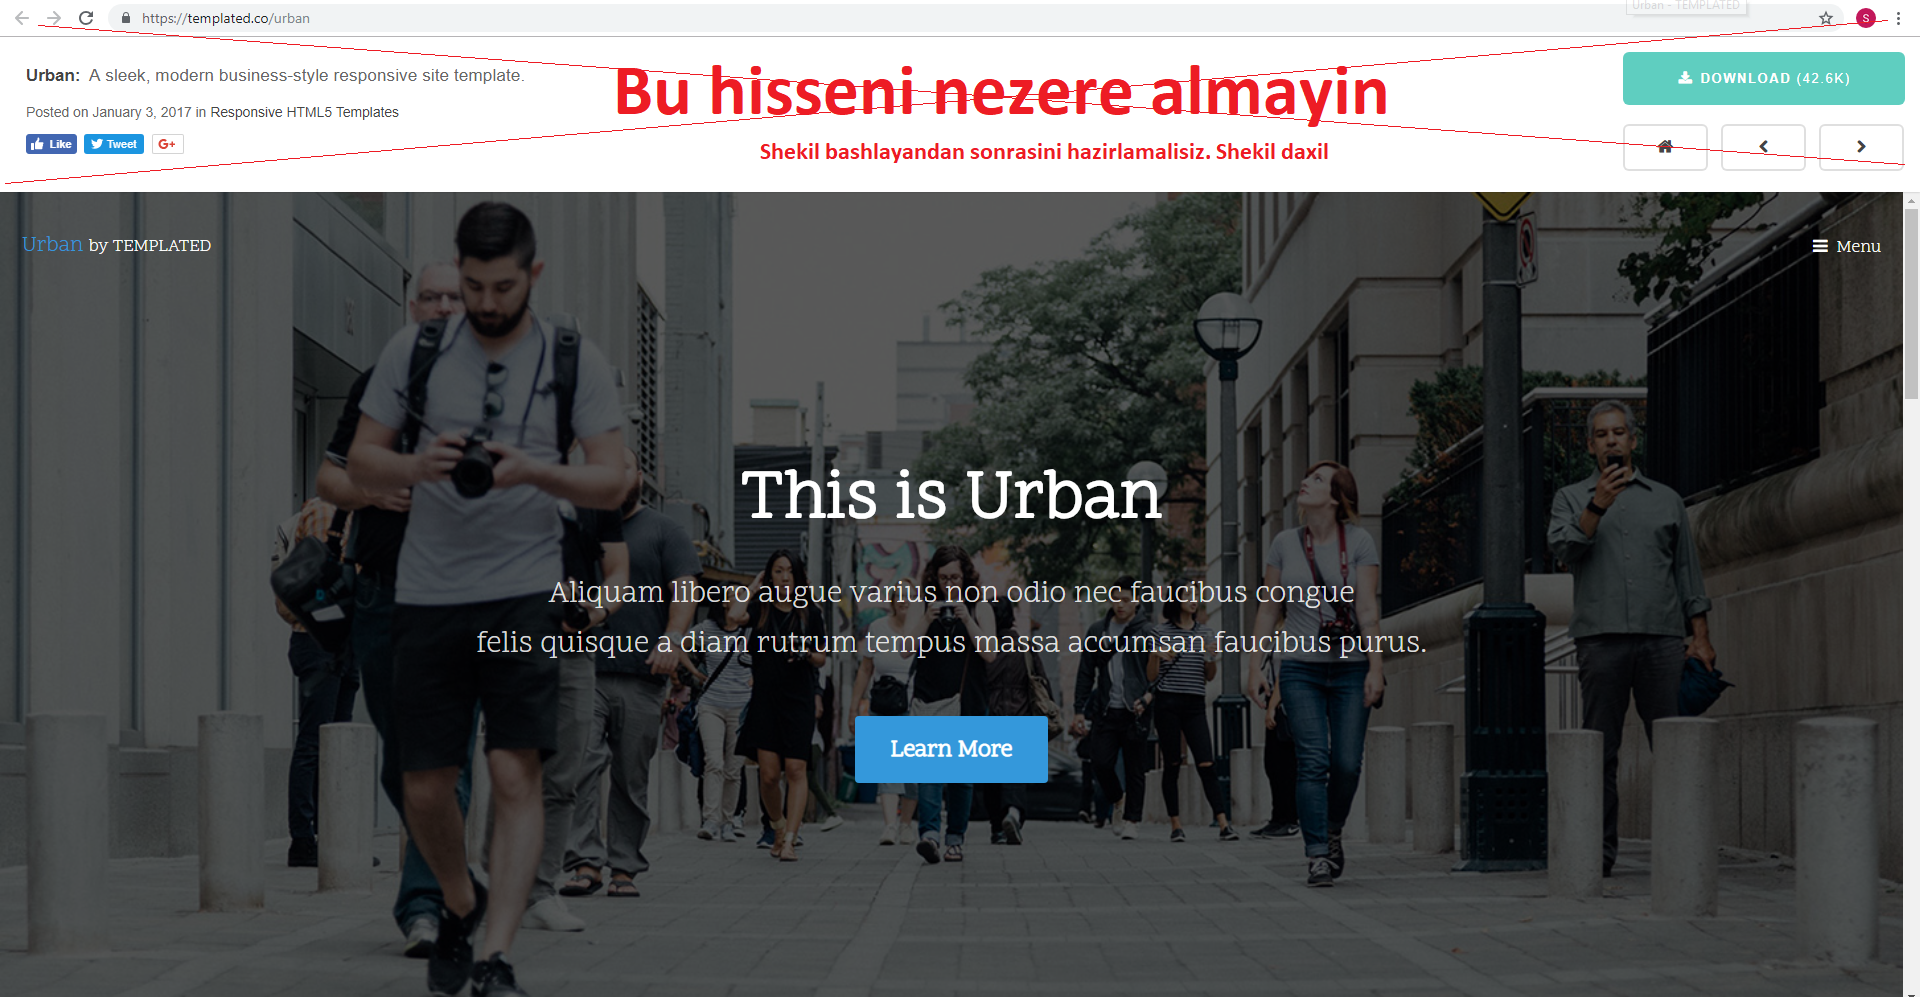 https://templated.co/urban
Urban - TEMPLATED
S
Urban: A sleek, modern business-style responsive site template.
Posted on January 3, 2017 in Responsive HTML5 Templates
Like
Tweet
G+
Bu hisseni nezere almayin
Shekil bashlayandan sonrasini hazirlamalisiz. Shekil daxil
DOWNLOAD (42.6K)
Urban by TEMPLATED
Menu
This is Urban
Aliquam libero augue varius non odio nec faucibus congue
felis quisque a diam rutrum tempus massa accumsan faucibus purus.
Learn More